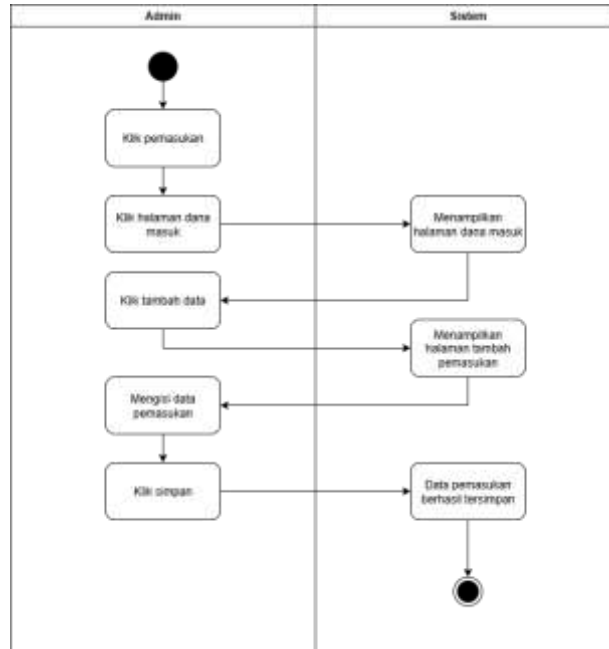 Admin
Sistem
Klik pemasukan
Klik halaman dana
masuk
Menampilkan
halaman dana masuk
Klik tambah data
Menampilkan
halaman tambah
pemasukan
Mengisi data
pemasukan
Klik simpan
Data pemasukan
berhasil tersimpan